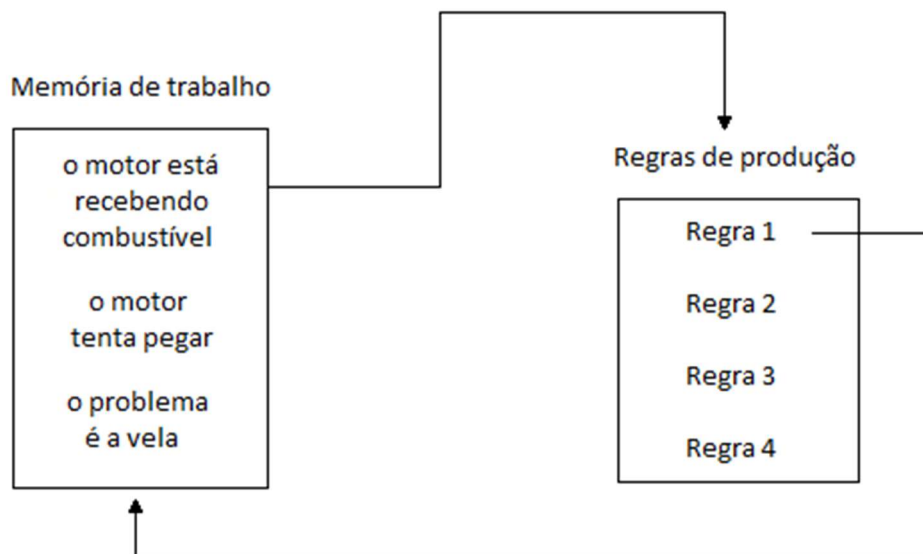 Memória de trabalho
o motor está
recebendo
combustível
o motor
tenta pegar
o problema
é a vela
Regras de produção
Regra 1
Regra 2
Regra 3
Regra 4